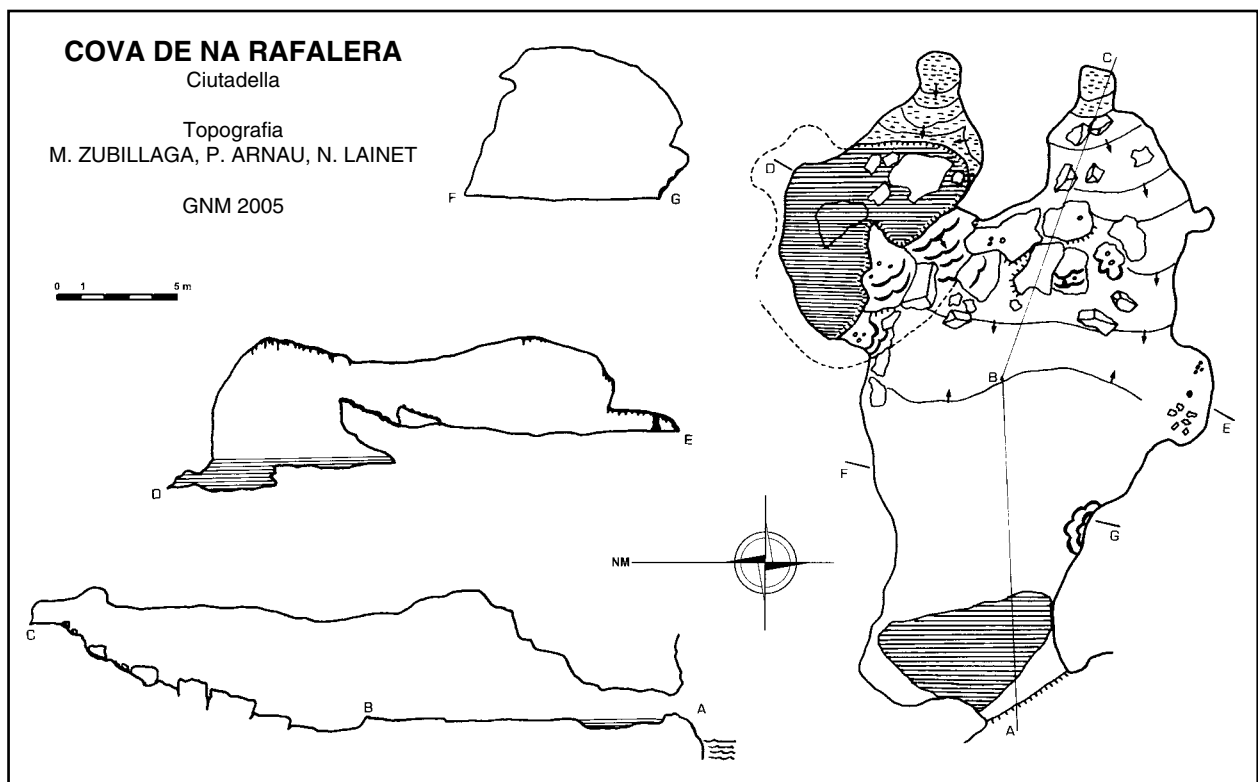 COVA DE NA RAFALERA
Ciutadella
Topografia
M. ZUBILLAGA, P. ARNAU, N. LAINET
GNM 2005
0 1 5 m
F G
D E
NM
C B A
C
D
B
E
F
G
A